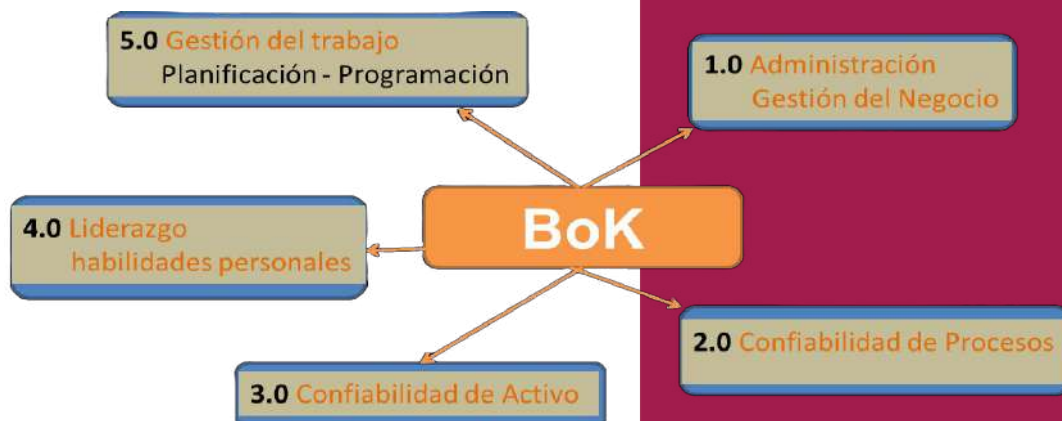 5.0 Gestión del trabajo
Planificación - Programación
1.0 Administración
Gestión del Negocio
BoK
4.0 Liderazgo
habilidades personales
2.0 Confiabilidad de Procesos
3.0 Confiabilidad de Activo